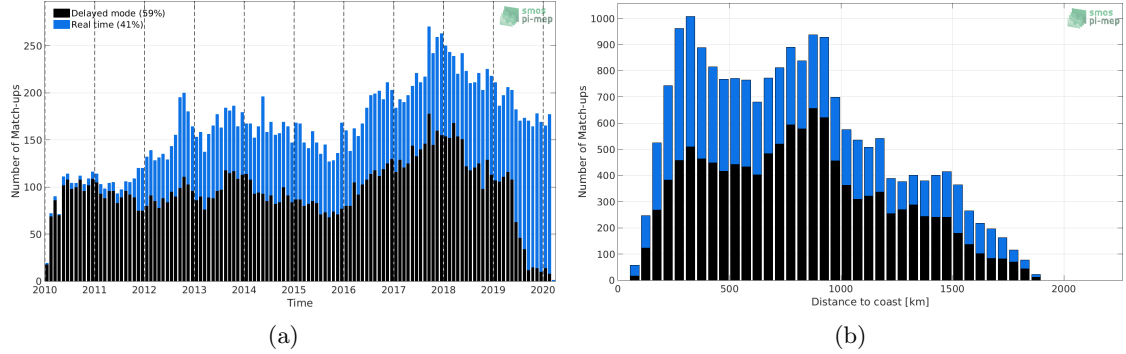 Delayed mode (59%)
Real time (41%)
smos
pi-mep
Number of Match-ups
250
200
150
100
50
0
2010 2011 2012 2013 2014 2015 2016 2017 2018 2019 2020
Time
(a)
smos
pi-mep
Number of Match-ups
1000
900
800
700
600
500
400
300
200
100
0
0 500 1000 1500 2000
Distance to coast [km]
(b)